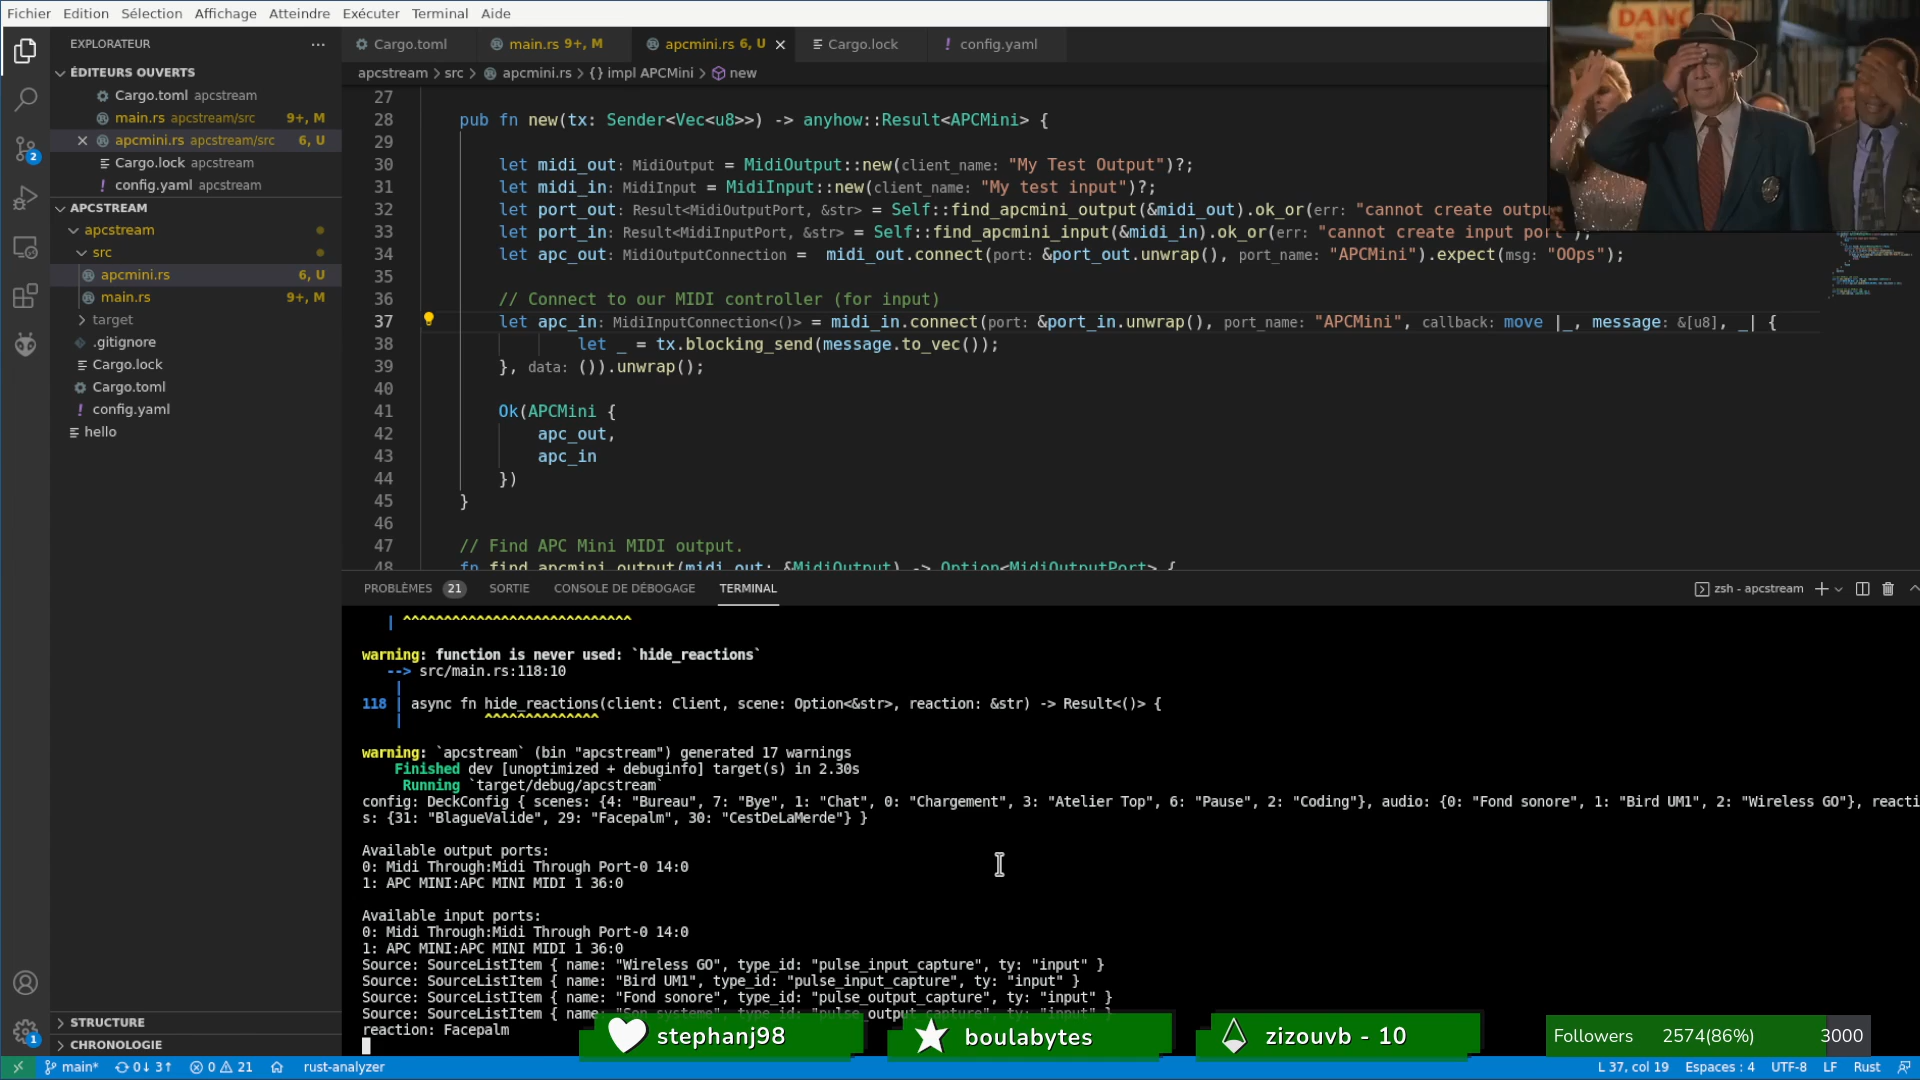 Fichier Edition Sélection Affichage Atteindre Exécuter Terminal Aide
EXPLORATEUR
ÉDITEURS OUVERTS
Cargo.toml apcstream
main.rs apcstream/src 9+, M
apcmini.rs apcstream/src 6, U
Cargo.lock apcstream
config.yaml apcstream
APCSTREAM
apcstream
src
apcmini.rs 6, U
main.rs 9+, M
target
.gitignore
Cargo.lock
Cargo.toml
config.yaml
hello
STRUCTURE
CHRONOLOGIE
2
1
Cargo.toml main.rs 9+, M apcmini.rs 6, U Cargo.lock config.yaml
apcstream > src > apcmini.rs > {} impl APCMini > new
27
28 pub fn new(tx: Sender<Vec<u8>>) -> anyhow::Result<APCMini> {
29
30 let midi_out: MidiOutput = MidiOutput::new(client_name: "My Test Output")?;
31 let midi_in: MidiInput = MidiInput::new(client_name: "My test input")?;
32 let port_out: Result<MidiOutputPort, &str> = Self::find_apcmini_output(&midi_out).ok_or(err: "cannot create outpu
33 let port_in: Result<MidiInputPort, &str> = Self::find_apcmini_input(&midi_in).ok_or(err: "cannot create input port");
34 let apc_out: MidiOutputConnection = midi_out.connect(port: &port_out.unwrap(), port_name: "APCMini").expect(msg: "OOps");
35
36 // Connect to our MIDI controller (for input)
37 let apc_in: MidiInputConnection<()> = midi_in.connect(port: &port_in.unwrap(), port_name: "APCMini", callback: move |_, message: &[u8], _| {
38 let _ = tx.blocking_send(message.to_vec());
39 }, data: ()).unwrap();
40
41 Ok(APCMini {
42 apc_out,
43 apc_in
44 })
45 }
46
47 // Find APC Mini MIDI output.
48 fn find_apcmini_output(midi_out: &MidiOutput) -> Option<MidiOutputPort> {
PROBLÈMES 21 SORTIE CONSOLE DE DÉBOGAGE TERMINAL
zsh - apcstream
| ^^^^^^^^^^^^^^^^^^^^^^^^^^^^
warning: function is never used: `hide_reactions`
--> src/main.rs:118:10
|
118 | async fn hide_reactions(client: Client, scene: Option<&str>, reaction: &str) -> Result<()> {
| ^^^^^^^^^^^^^^
warning: `apcstream` (bin "apcstream") generated 17 warnings
Finished dev [unoptimized + debuginfo] target(s) in 2.30s
Running `target/debug/apcstream`
config: DeckConfig { scenes: {4: "Bureau", 7: "Bye", 1: "Chat", 0: "Chargement", 3: "Atelier Top", 6: "Pause", 2: "Coding"}, audio: {0: "Fond sonore", 1: "Bird UM1", 2: "Wireless GO"}, reacti
s: {31: "BlagueValide", 29: "Facepalm", 30: "CestDeLaMerde"} }
Available output ports:
0: Midi Through:Midi Through Port-0 14:0
1: APC MINI:APC MINI MIDI 1 36:0
Available input ports:
0: Midi Through:Midi Through Port-0 14:0
1: APC MINI:APC MINI MIDI 1 36:0
Source: SourceListItem { name: "Wireless GO", type_id: "pulse_input_capture", ty: "input" }
Source: SourceListItem { name: "Bird UM1", type_id: "pulse_input_capture", ty: "input" }
Source: SourceListItem { name: "Fond sonore", type_id: "pulse_output_capture", ty: "input" }
Source: SourceListItem { name: "Son systeme", type_id: "pulse_output_capture", ty: "input" }
reaction: Facepalm
stephanj98
boulabytes
zizouvb - 10
Followers 2574(86%) 3000
main* 0↓ 3↑ 0 21 rust-analyzer
L 37, col 19 Espaces : 4 UTF-8 LF Rust